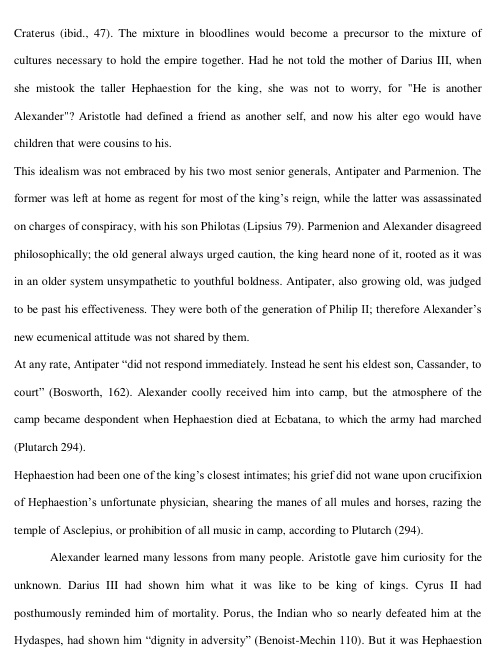 Craterus (ibid., 47). The mixture in bloodlines would become a precursor to the mixture of
cultures necessary to hold the empire together. Had he not told the mother of Darius III, when
she mistook the taller Hephaestion for the king, she was not to worry, for "He is another
Alexander"? Aristotle had defined a friend as another self, and now his alter ego would have
children that were cousins to his.
This idealism was not embraced by his two most senior generals, Antipater and Parmenion. The
former was left at home as regent for most of the king’s reign, while the latter was assassinated
on charges of conspiracy, with his son Philotas (Lipsius 79). Parmenion and Alexander disagreed
philosophically; the old general always urged caution, the king heard none of it, rooted as it was
in an older system unsympathetic to youthful boldness. Antipater, also growing old, was judged
to be past his effectiveness. They were both of the generation of Philip II; therefore Alexander’s
new ecumenical attitude was not shared by them.
At any rate, Antipater “did not respond immediately. Instead he sent his eldest son, Cassander, to
court” (Bosworth, 162). Alexander coolly received him into camp, but the atmosphere of the
camp became despondent when Hephaestion died at Ecbatana, to which the army had marched
(Plutarch 294).
Hephaestion had been one of the king’s closest intimates; his grief did not wane upon crucifixion
of Hephaestion’s unfortunate physician, shearing the manes of all mules and horses, razing the
temple of Asclepius, or prohibition of all music in camp, according to Plutarch (294).
Alexander learned many lessons from many people. Aristotle gave him curiosity for the
unknown. Darius III had shown him what it was like to be king of kings. Cyrus II had
posthumously reminded him of mortality. Porus, the Indian who so nearly defeated him at the
Hydaspes, had shown him “dignity in adversity” (Benoist-Mechin 110). But it was Hephaestion